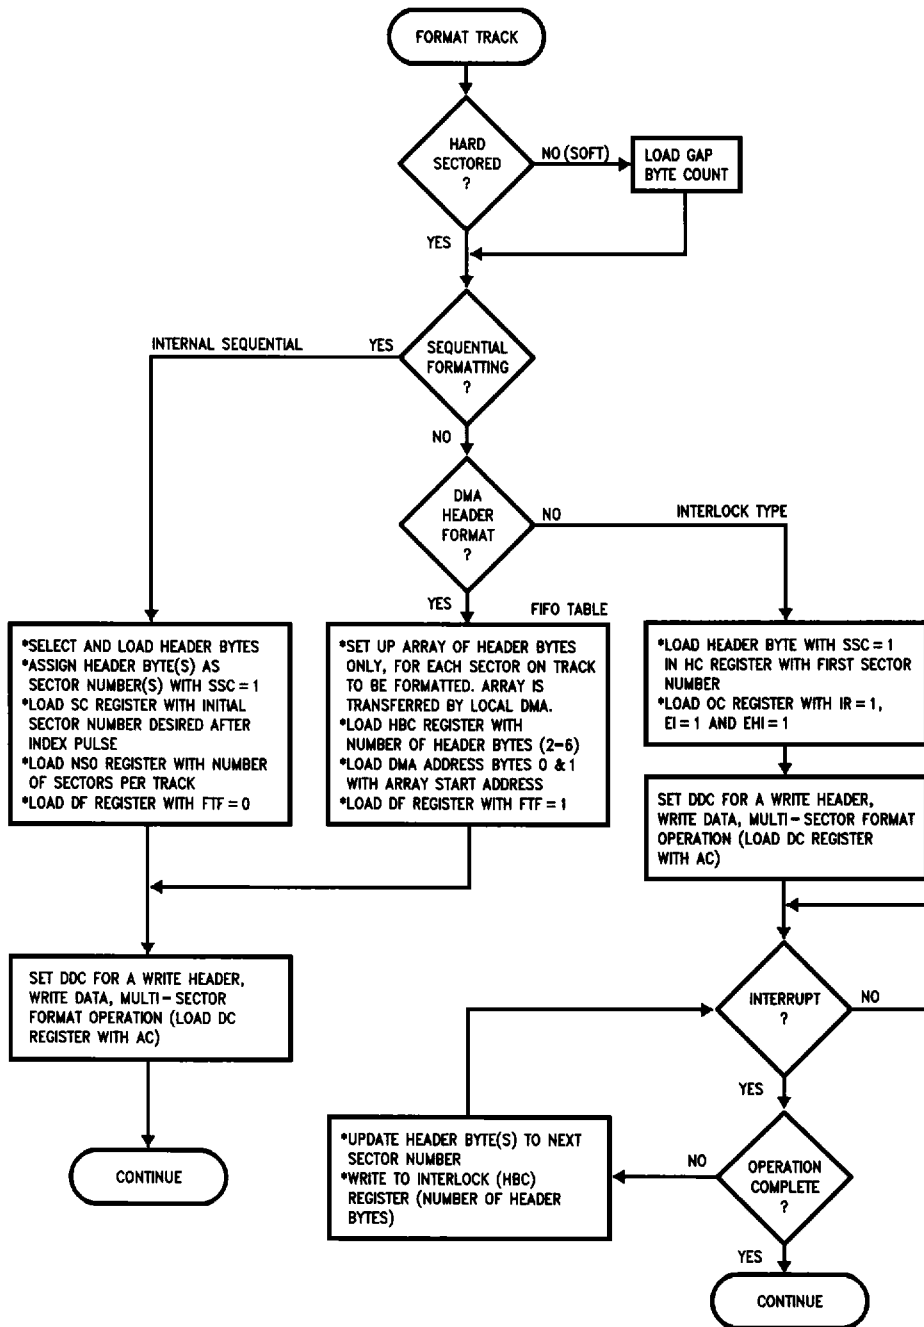 FORMAT TRACK
HARD
SECTORED
?
NO (SOFT)
LOAD GAP
BYTE COUNT
YES
INTERNAL SEQUENTIAL
YES
SEQUENTIAL
FORMATTING
?
NO
DMA
HEADER
FORMAT
?
NO
INTERLOCK TYPE
YES
FIFO TABLE
*SELECT AND LOAD HEADER BYTES
*ASSIGN HEADER BYTE(S) AS
SECTOR NUMBER(S) WITH SSC = 1
*LOAD SC REGISTER WITH INITIAL
SECTOR NUMBER DESIRED AFTER
INDEX PULSE
*LOAD NSO REGISTER WITH NUMBER
OF SECTORS PER TRACK
*LOAD DF REGISTER WITH FTF = 0
*SET UP ARRAY OF HEADER BYTES
ONLY, FOR EACH SECTOR ON TRACK
TO BE FORMATTED. ARRAY IS
TRANSFERRED BY LOCAL DMA.
*LOAD HBC REGISTER WITH
NUMBER OF HEADER BYTES (2-6)
*LOAD DMA ADDRESS BYTES 0 & 1
WITH ARRAY START ADDRESS
*LOAD DF REGISTER WITH FTF = 1
*LOAD HEADER BYTE WITH SSC = 1
IN HC REGISTER WITH FIRST SECTOR
NUMBER
*LOAD OC REGISTER WITH IR = 1,
EI = 1 AND EHI = 1
SET DDC FOR A WRITE HEADER,
WRITE DATA, MULTI-SECTOR FORMAT
OPERATION (LOAD DC REGISTER
WITH AC)
SET DDC FOR A WRITE HEADER,
WRITE DATA, MULTI-SECTOR
FORMAT OPERATION (LOAD DC
REGISTER WITH AC)
CONTINUE
INTERRUPT
?
NO
YES
*UPDATE HEADER BYTE(S) TO NEXT
SECTOR NUMBER
*WRITE TO INTERLOCK (HBC)
REGISTER (NUMBER OF HEADER
BYTES)
NO
OPERATION
COMPLETE
?
YES
CONTINUE